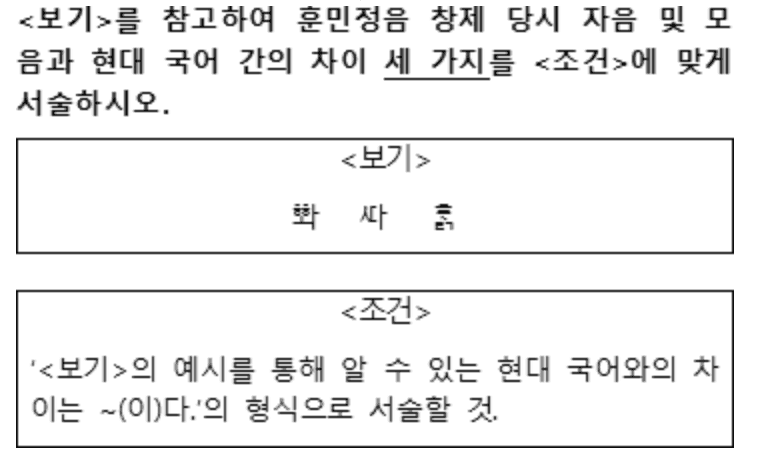 <보기>를 참고하여 훈민정음 창제 당시 자음 및 모
음과 현대 국어 간의 차이 세 가지를 <조건>에 맞게
서술하시오.
<보기>
ᄯᅡ ᄒᆞᆰ
<조건>
'<보기>의 예시를 통해 알 수 있는 현대 국어와의 차
이는 ~(이)다.'의 형식으로 서술할 것.